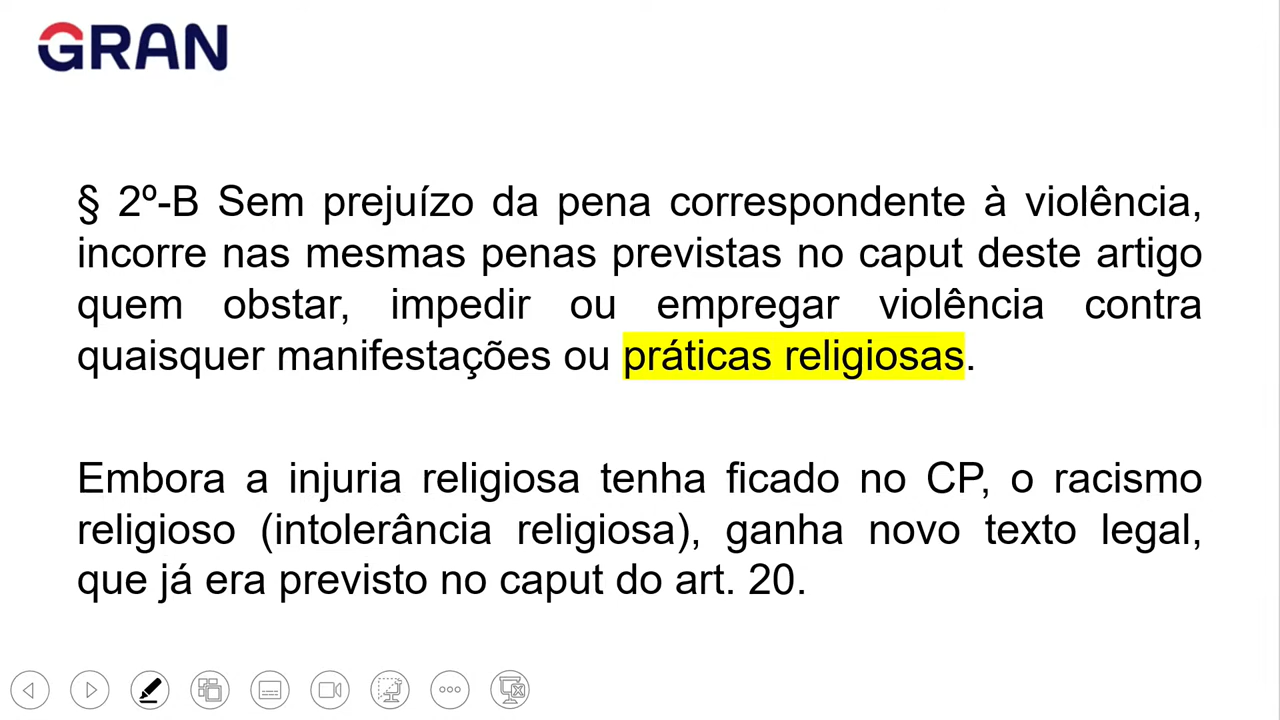 GRAN
§ 2º-B Sem prejuízo da pena correspondente à violência,
incorre nas mesmas penas previstas no caput deste artigo
quem obstar, impedir ou empregar violência contra
quaisquer manifestações ou práticas religiosas.
Embora a injuria religiosa tenha ficado no CP, o racismo
religioso (intolerância religiosa), ganha novo texto legal,
que já era previsto no caput do art. 20.